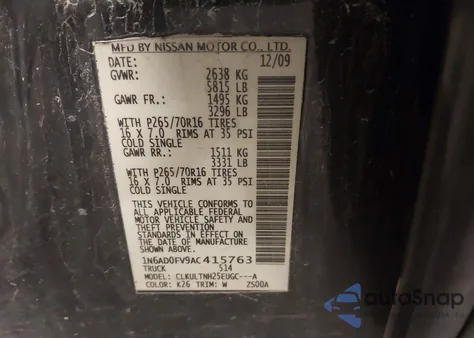 MFD BY NISSAN MOTOR CO., LTD.
DATE: 12/09
GVWR: 2638 KG
5815 LB
GAWR FR.: 1495 KG
3296 LB
WITH P265/70R16 TIRES
16 X 7.0 RIMS AT 35 PSI
COLD SINGLE
GAWR RR.: 1511 KG
3331 LB
WITH P265/70R16 TIRES
16 X 7.0 RIMS AT 35 PSI
COLD SINGLE
THIS VEHICLE CONFORMS TO
ALL APPLICABLE FEDERAL
MOTOR VEHICLE SAFETY AND
THEFT PREVENTION
STANDARDS IN EFFECT ON
THE DATE OF MANUFACTURE
SHOWN ABOVE.
1N6AD0FV9AC415763
TRUCK 514
MODEL: CLKULTNH25EUGC---A
COLOR: K26 TRIM: W ZS00A
autoSnap